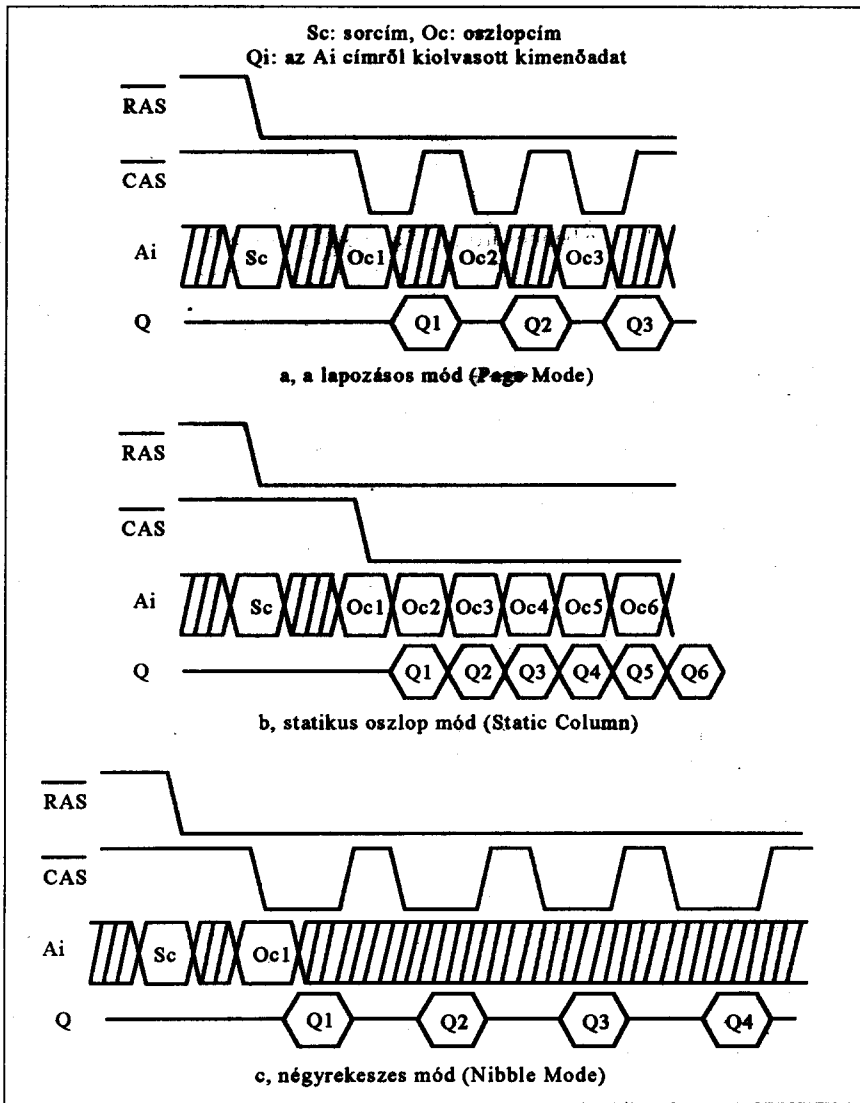 Sc: sorcím, Oc: oszlopcím
Qi: az Ai címről kiolvasott kimenőadat
RAS
CAS
Ai Sc Oc1 Oc2 Oc3
Q Q1 Q2 Q3
a, a lapozásos mód (Page Mode)
RAS
CAS
Ai Sc Oc1 Oc2 Oc3 Oc4 Oc5 Oc6
Q Q1 Q2 Q3 Q4 Q5 Q6
b, statikus oszlop mód (Static Column)
RAS
CAS
Ai Sc Oc1
Q Q1 Q2 Q3 Q4
c, négyrekeszes mód (Nibble Mode)